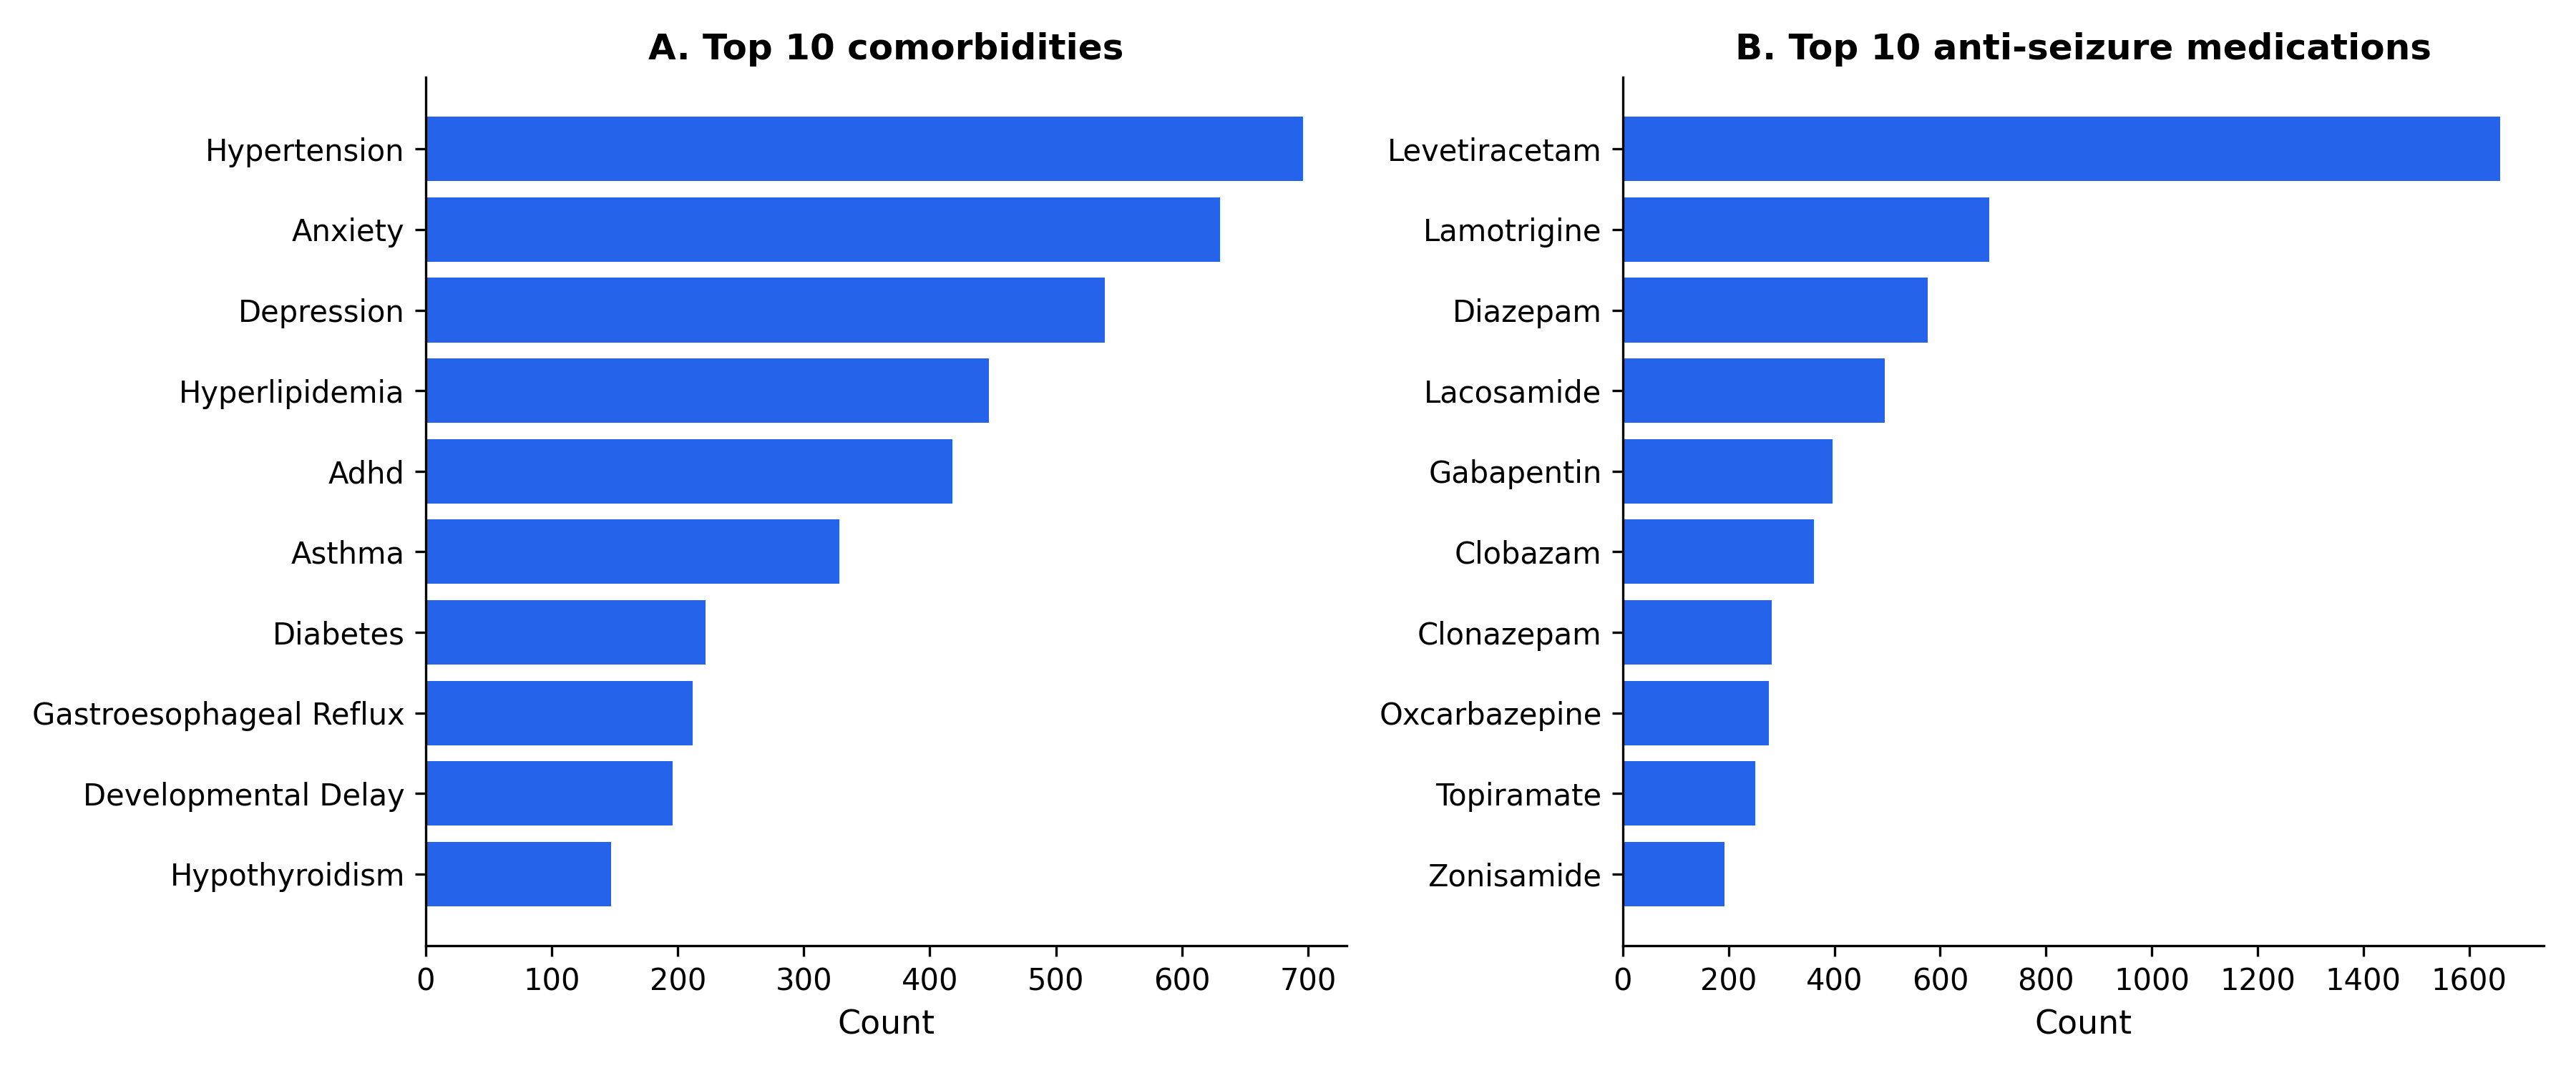 A. Top 10 comorbidities
Hypertension
Anxiety
Depression
Hyperlipidemia
Adhd
Asthma
Diabetes
Gastroesophageal Reflux
Developmental Delay
Hypothyroidism
0 100 200 300 400 500 600 700
Count
B. Top 10 anti-seizure medications
Levetiracetam
Lamotrigine
Diazepam
Lacosamide
Gabapentin
Clobazam
Clonazepam
Oxcarbazepine
Topiramate
Zonisamide
0 200 400 600 800 1000 1200 1400 1600
Count